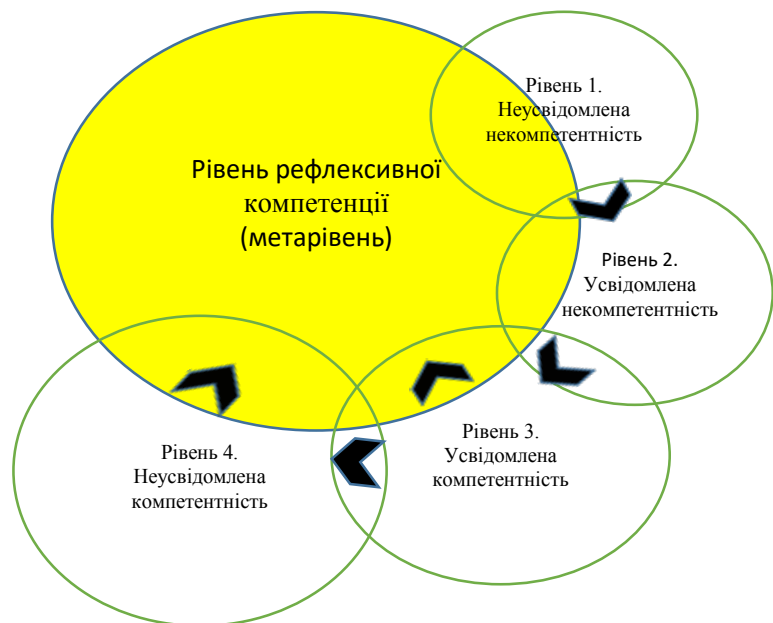 Рівень рефлексивної
компетенції
(метарівень)
Рівень 1.
Неусвідомлена
некомпетентність
Рівень 2.
Усвідомлена
некомпетентність
Рівень 3.
Усвідомлена
компетентність
Рівень 4.
Неусвідомлена
компетентність